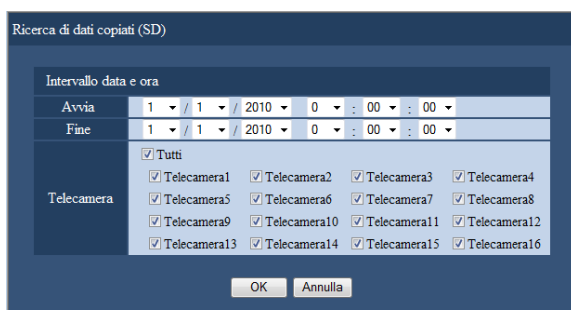 Ricerca di dati copiati (SD)
Intervallo data e ora
Avvia 1 / 1 / 2010 0 : 00 : 00
Fine 1 / 1 / 2010 0 : 00 : 00
Tutti
Telecamera1 Telecamera2 Telecamera3 Telecamera4
Telecamera Telecamera5 Telecamera6 Telecamera7 Telecamera8
Telecamera9 Telecamera10 Telecamera11 Telecamera12
Telecamera13 Telecamera14 Telecamera15 Telecamera16
OK Annulla